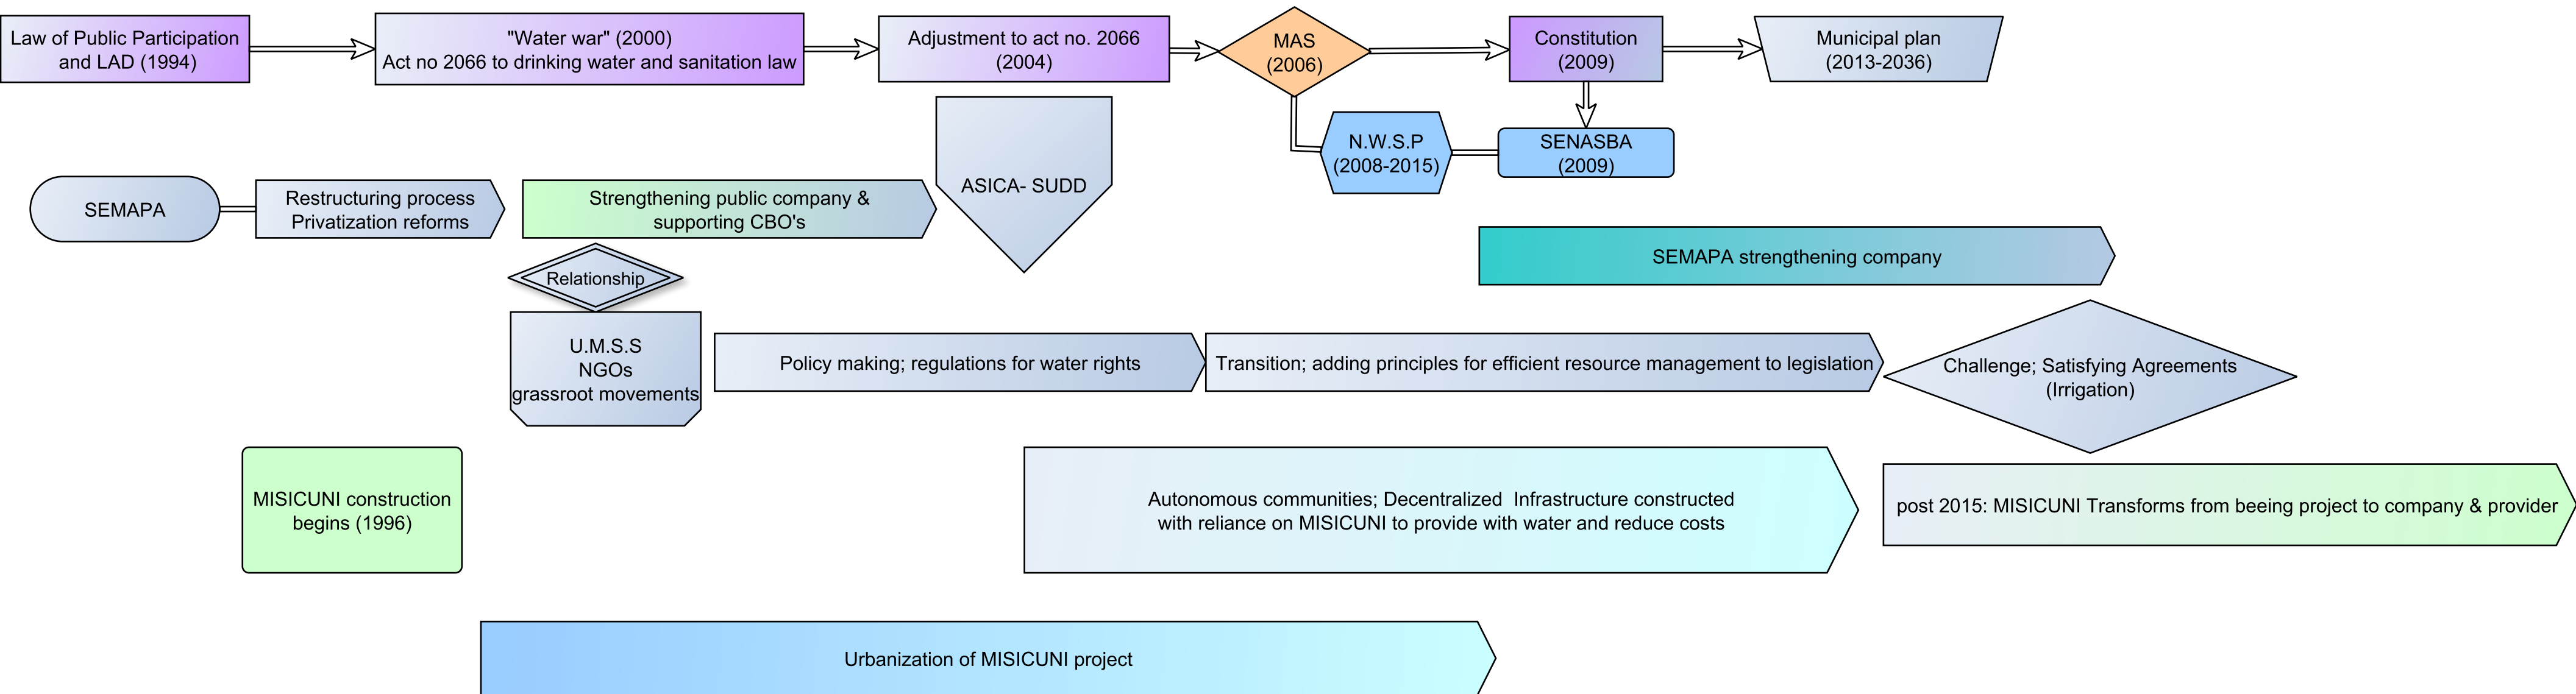 Law of Public Participation
and LAD (1994)
"Water war" (2000)
Act no 2066 to drinking water and sanitation law
Adjustment to act no. 2066
(2004)
MAS
(2006)
Constitution
(2009)
Municipal plan
(2013-2036)
N.W.S.P
(2008-2015)
SENASBA
(2009)
SEMAPA
Restructuring process
Privatization reforms
Strengthening public company &
supporting CBO's
ASICA- SUDD
SEMAPA strengthening company
Relationship
U.M.S.S
NGOs
grassroot movements
Policy making; regulations for water rights
Transition; adding principles for efficient resource management to legislation
Challenge; Satisfying Agreements
(Irrigation)
MISICUNI construction
begins (1996)
Autonomous communities; Decentralized  Infrastructure constructed
with reliance on MISICUNI to provide with water and reduce costs
post 2015: MISICUNI Transforms from beeing project to company & provider
Urbanization of MISICUNI project